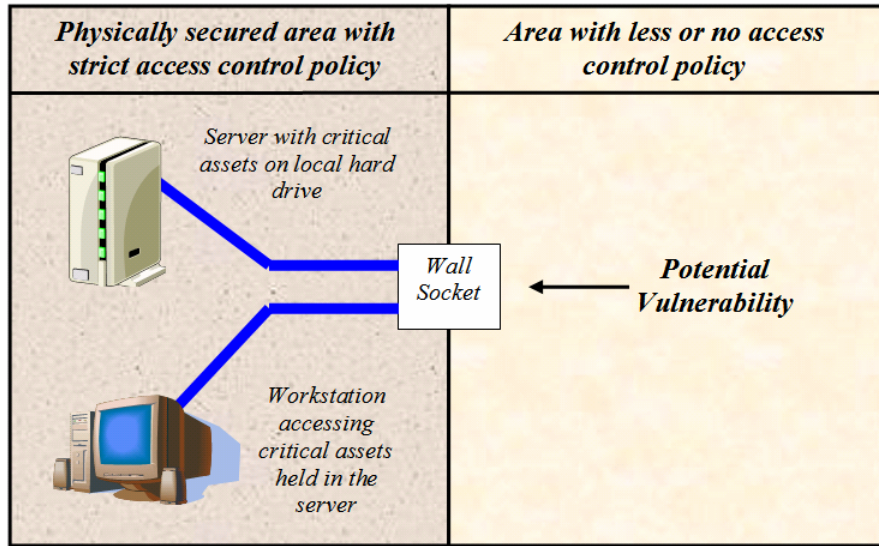 Physically secured area with
strict access control policy
Area with less or no access
control policy
Server with critical
assets on local hard
drive
Wall
Socket
Potential
Vulnerability
Workstation
accessing
critical assets
held in the
server